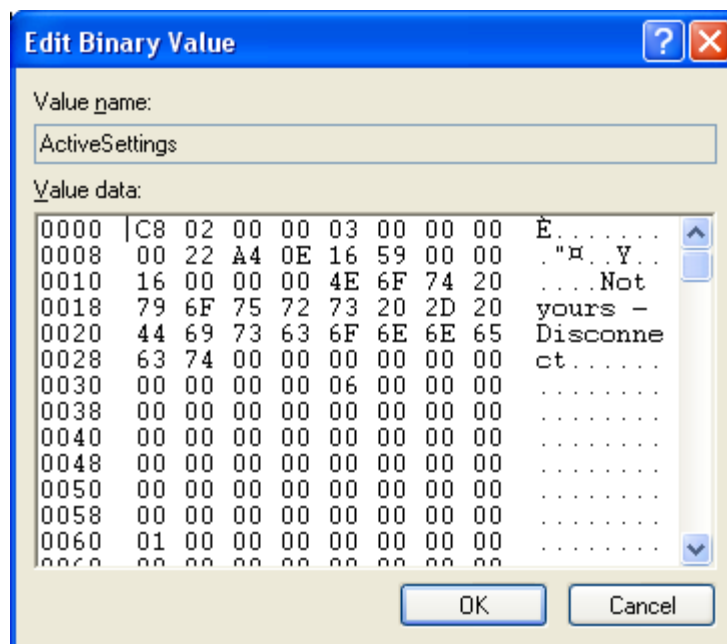 Edit Binary Value
Value name:
ActiveSettings
Value data:
0000 C8 02 00 00 03 00 00 00 È.......
0008 00 22 A4 0E 16 59 00 00 ."¤..Y..
0010 16 00 00 00 4E 6F 74 20 ....Not
0018 79 6F 75 72 73 20 2D 20 yours -
0020 44 69 73 63 6F 6E 6E 65 Disconne
0028 63 74 00 00 00 00 00 00 ct......
0030 00 00 00 00 06 00 00 00 ........
0038 00 00 00 00 00 00 00 00 ........
0040 00 00 00 00 00 00 00 00 ........
0048 00 00 00 00 00 00 00 00 ........
0050 00 00 00 00 00 00 00 00 ........
0058 00 00 00 00 00 00 00 00 ........
0060 01 00 00 00 00 00 00 00 ........
OK Cancel